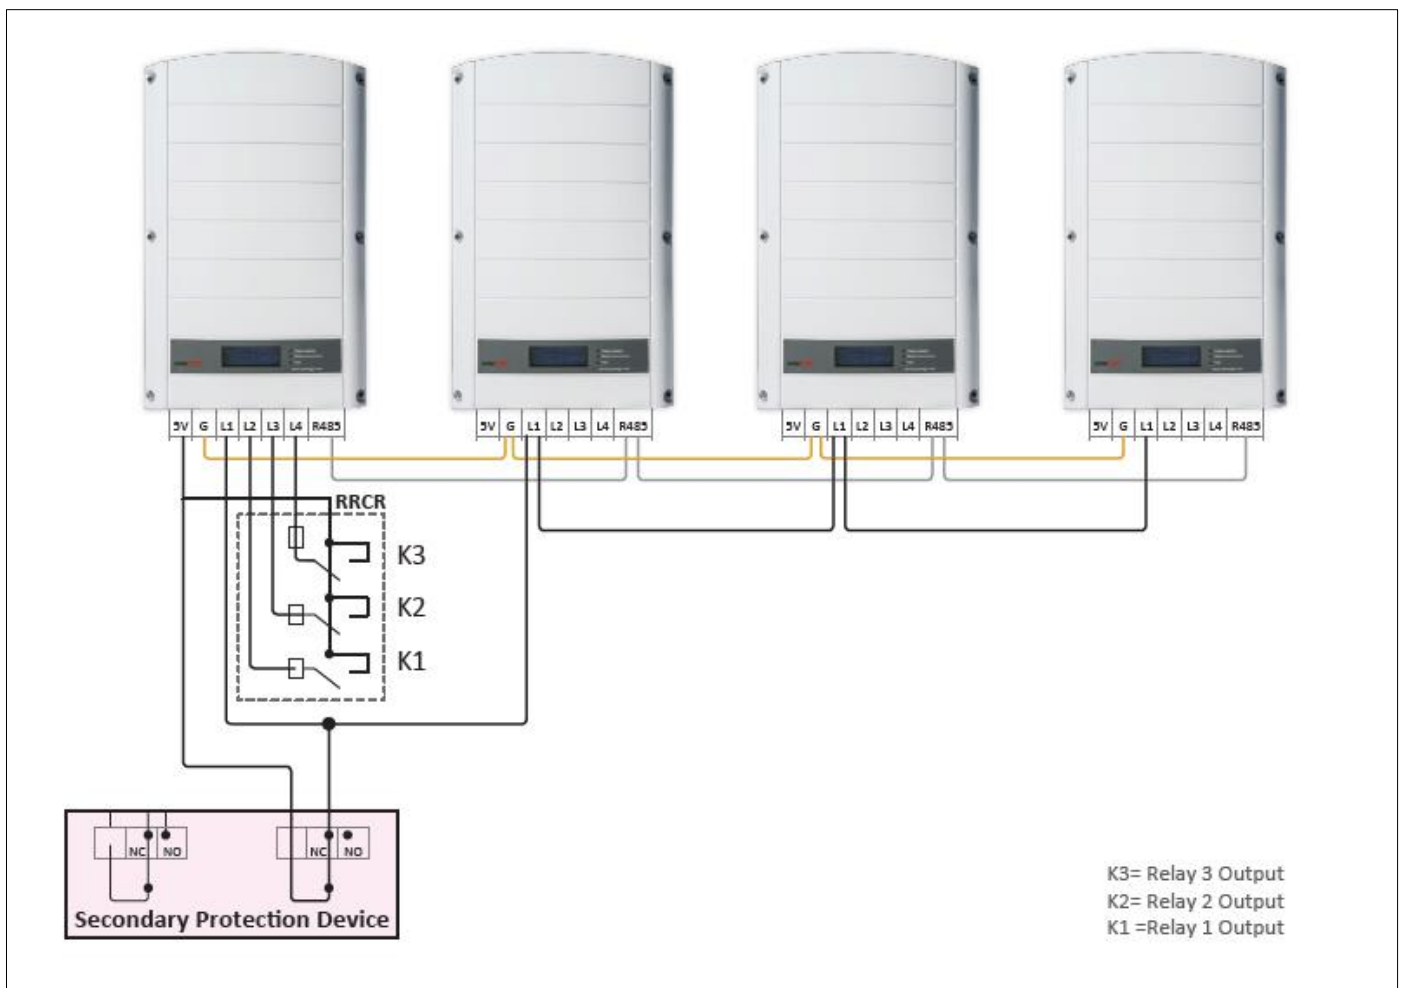 5V G L1 L2 L3 L4 R485
5V G L1 L2 L3 L4 R485
5V G L1 L2 L3 L4 R485
5V G L1 L2 L3 L4 R485
RRCR
K3
K2
K1
NC NO
NC NO
Secondary Protection Device
K3= Relay 3 Output
K2= Relay 2 Output
K1 =Relay 1 Output